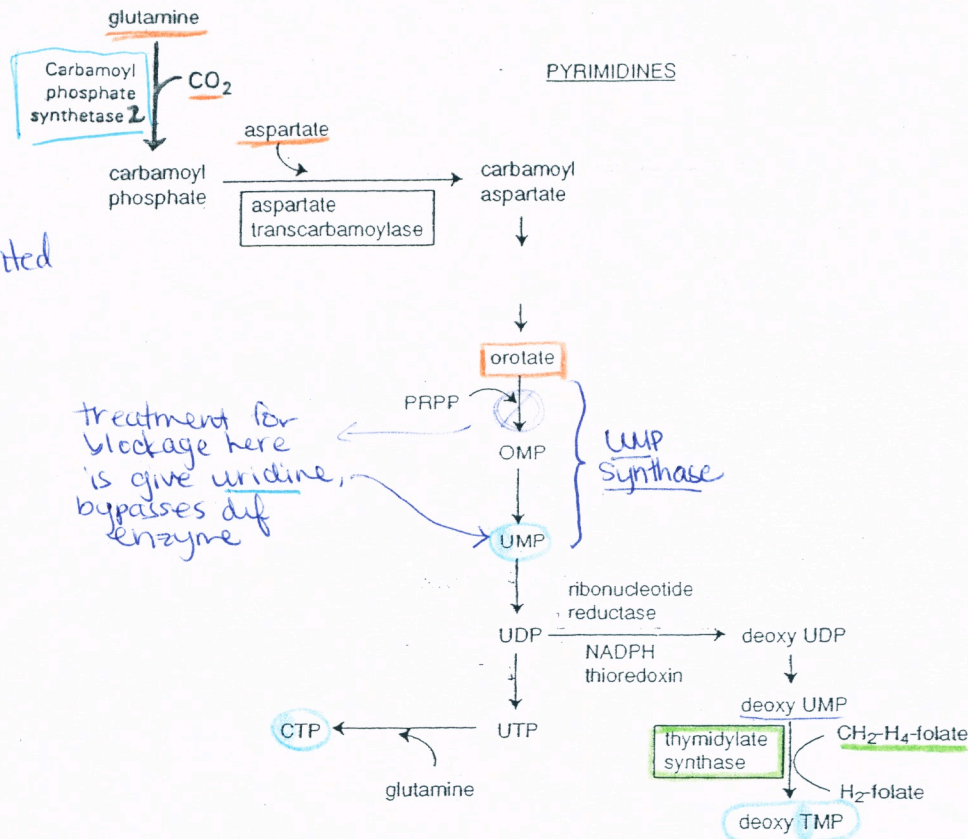 glutamine
Carbamoyl
phosphate
synthetase 2
CO2
PYRIMIDINES
aspartate
carbamoyl
phosphate
aspartate
transcarbamoylase
carbamoyl
aspartate
orotate
PRPP
OMP
UMP
Synthase
treatment for
blockage here
is give uridine,
bypasses def
enzyme
UMP
ribonucleotide
reductase
UDP
NADPH
thioredoxin
deoxy UDP
deoxy UMP
CTP
UTP
glutamine
thymidylate
synthase
CH2-H4-folate
H2-folate
deoxy TMP